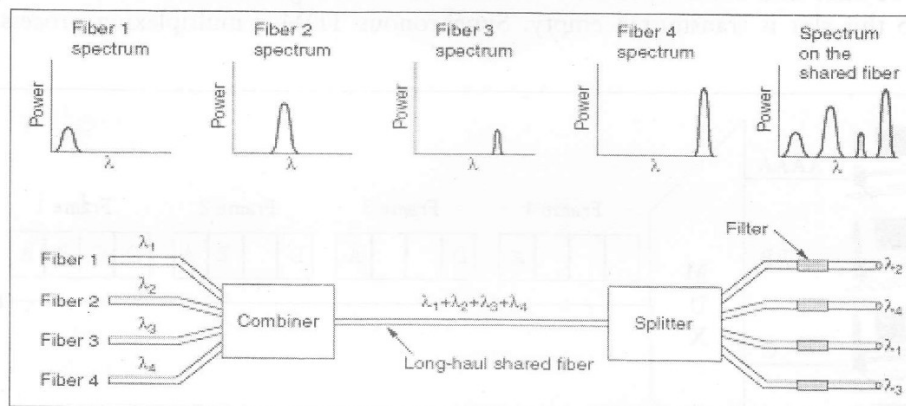 Fiber 1
spectrum
Fiber 2
spectrum
Fiber 3
spectrum
Fiber 4
spectrum
Spectrum
on the
shared fiber
Power
Power
Power
Power
Power
λ
λ
λ
λ
λ
Filter
Fiber 1
λ1
Fiber 2
λ2
Fiber 3
λ3
Fiber 4
λ4
Combiner
λ1+λ2+λ3+λ4
Long-haul shared fiber
Splitter
λ2
λ4
λ1
λ3